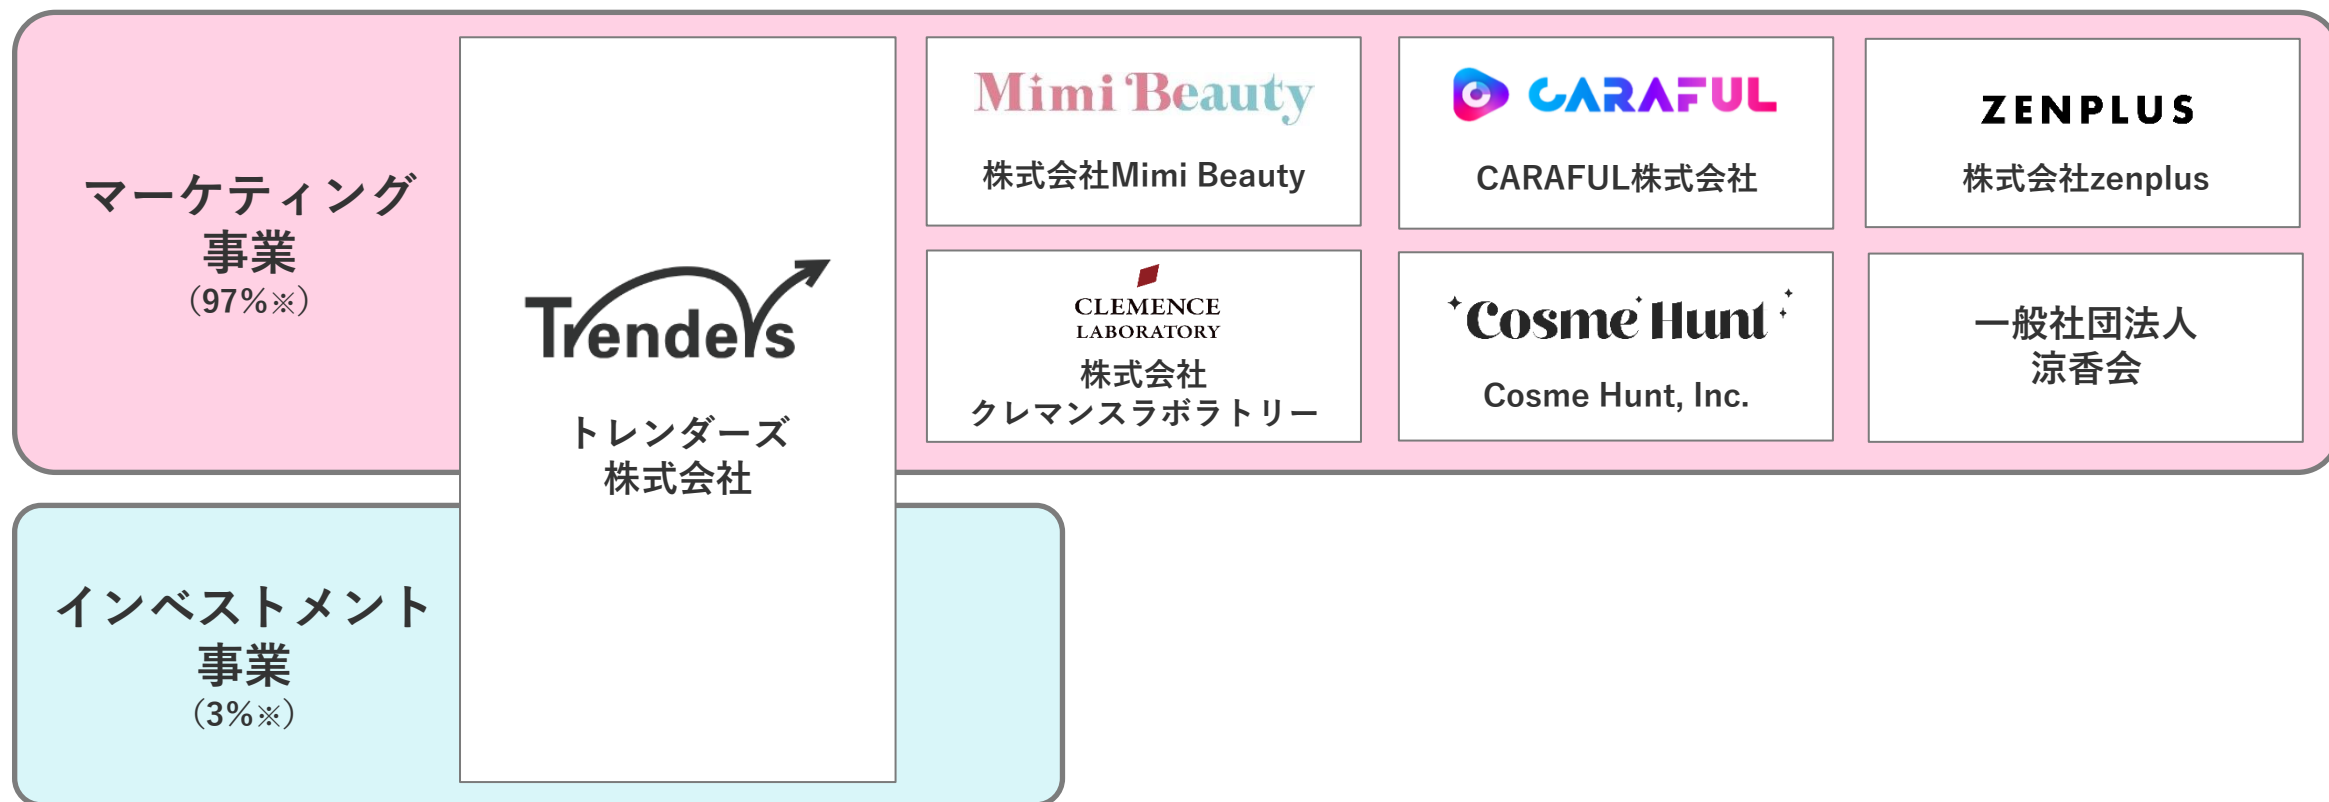 マーケティング
事業
（97%※）
Trenders
トレンダーズ
株式会社
Mimi Beauty
株式会社Mimi Beauty
CARAFUL
CARAFUL株式会社
ZENPLUS
株式会社zenplus
CLEMENCE
LABORATORY
株式会社
クレマンスラボラトリー
Cosme Hunt
Cosme Hunt, Inc.
一般社団法人
涼香会
インベストメント
事業
（3%※）